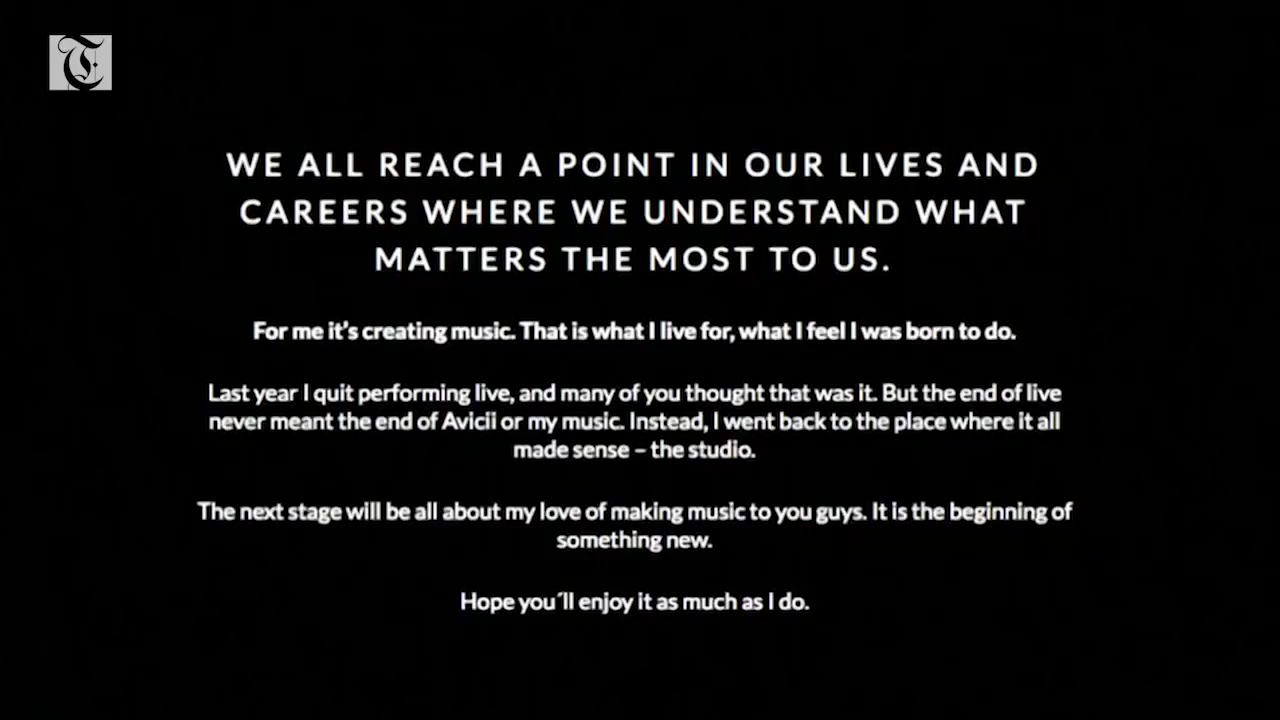 T
WE ALL REACH A POINT IN OUR LIVES AND
CAREERS WHERE WE UNDERSTAND WHAT
MATTERS THE MOST TO US.
For me it's creating music. That is what I live for, what I feel I was born to do.
Last year I quit performing live, and many of you thought that was it. But the end of live
never meant the end of Avicii or my music. Instead, I went back to the place where it all
made sense – the studio.
The next stage will be all about my love of making music to you guys. It is the beginning of
something new.
Hope you´ll enjoy it as much as I do.